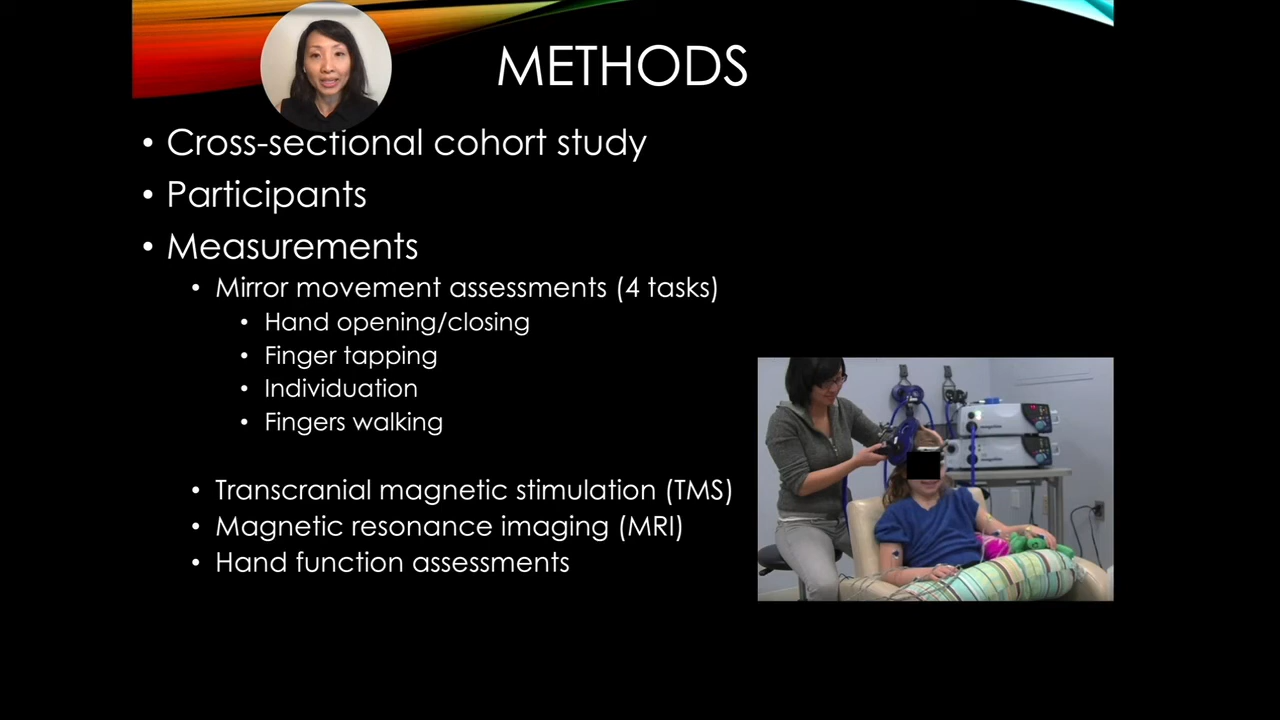 METHODS
• Cross-sectional cohort study
• Participants
• Measurements
• Mirror movement assessments (4 tasks)
• Hand opening/closing
• Finger tapping
• Individuation
• Fingers walking
• Transcranial magnetic stimulation (TMS)
• Magnetic resonance imaging (MRI)
• Hand function assessments